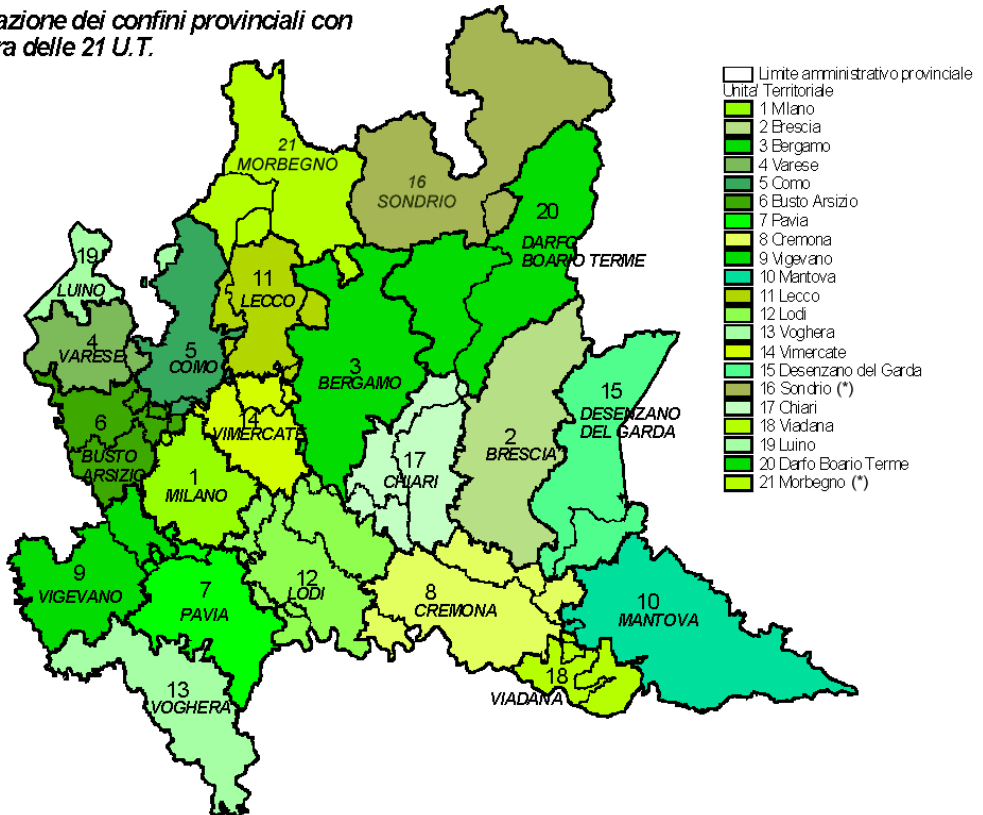 azione dei confini provinciali con
ra delle 21 U.T.
Limite amministrativo provinciale
Unita' Territoriale
1 MIano
2 Brescia
3 Bergamo
4 Varese
5 Como
6 Busto Arsizio
7 Pavia
8 Cremona
9 Vigevano
10 Mantova
11 Lecco
12 Lodi
13 Voghera
14 Vimercate
15 Desenzano del Garda
16 Sondrio (*)
17 Chiari
18 Viadana
19 Luino
20 Darfo Boario Terme
21 Morbegno (*)
21
MORBEGNO
16
SONDRIO
20
DARFO
BOARIO TERME
19
LUINO
11
LECCO
4
VARESE
5
COMO
3
BERGAMO
15
DESENZANO
DEL GARDA
6
BUSTO
ARSIZIO
14
VIMERCATE
2
BRESCIA
17
CHIARI
1
MILANO
9
VIGEVANO
7
PAVIA
12
LODI
8
CREMONA
10
MANTOVA
13
VOGHERA
18
VIADANA